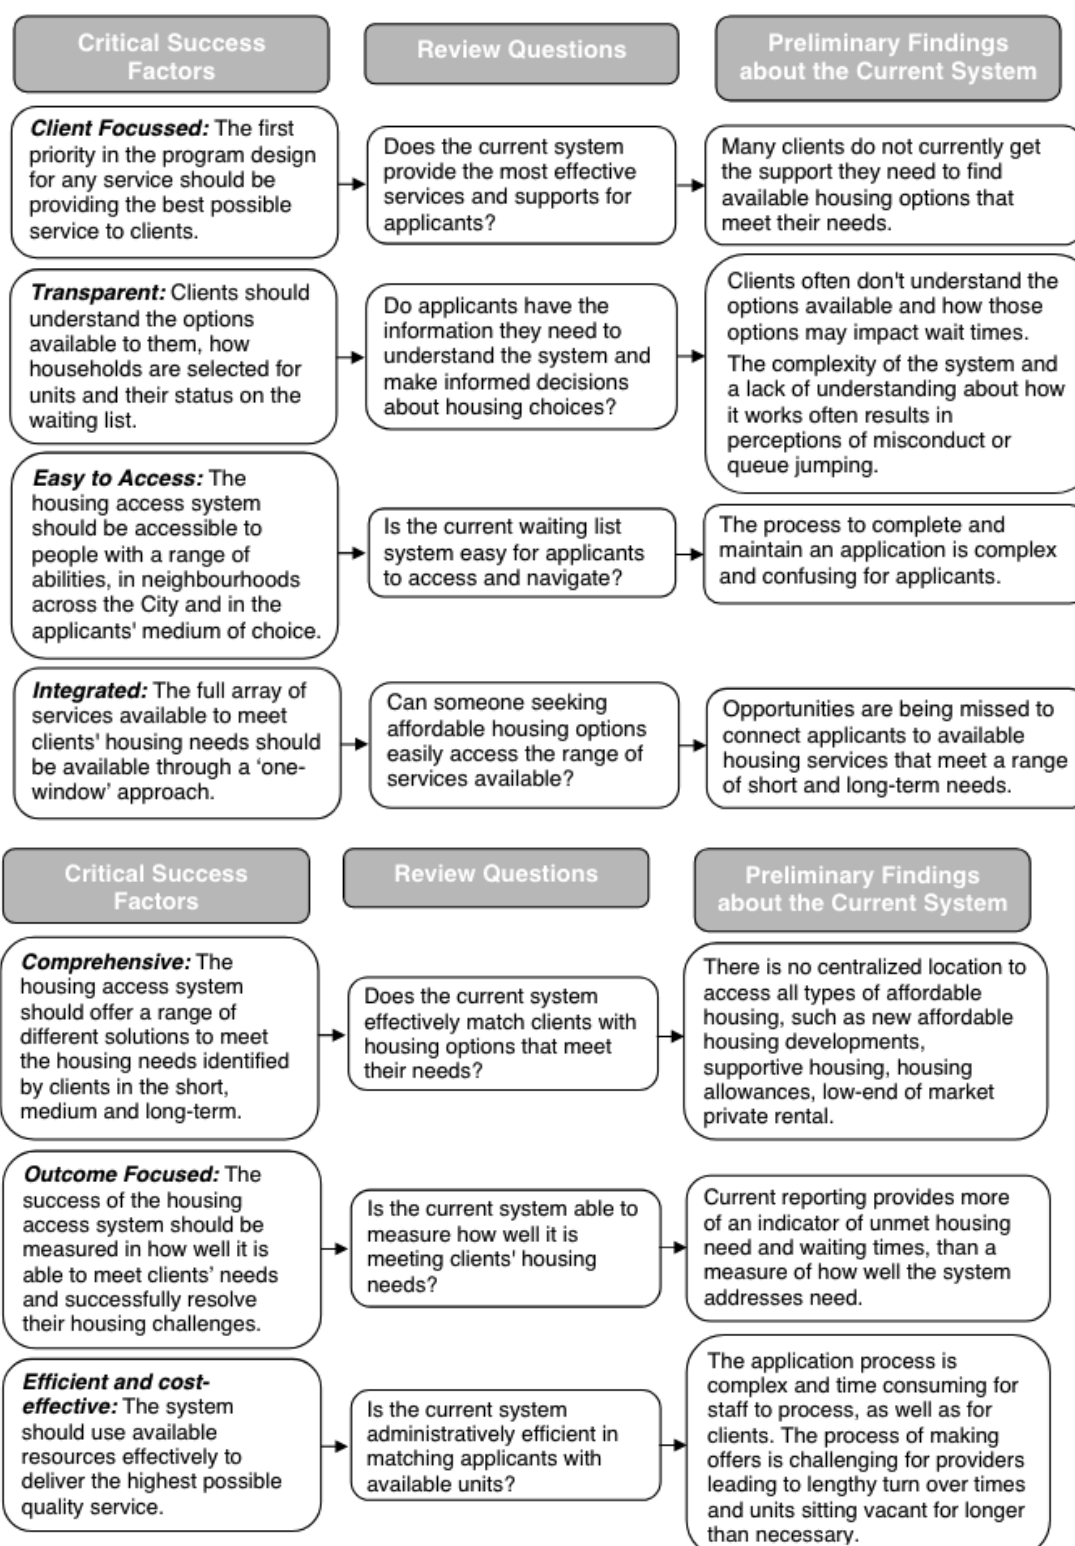 Critical Success
Factors
Review Questions
Preliminary Findings
about the Current System
Client Focussed: The first
priority in the program design
for any service should be
providing the best possible
service to clients.
Does the current system
provide the most effective
services and supports for
applicants?
Many clients do not currently get
the support they need to find
available housing options that
meet their needs.
Transparent: Clients should
understand the options
available to them, how
households are selected for
units and their status on the
waiting list.
Do applicants have the
information they need to
understand the system and
make informed decisions
about housing choices?
Clients often don't understand the
options available and how those
options may impact wait times.
The complexity of the system and
a lack of understanding about how
it works often results in
perceptions of misconduct or
queue jumping.
Easy to Access: The
housing access system
should be accessible to
people with a range of
abilities, in neighbourhoods
across the City and in the
applicants' medium of choice.
Is the current waiting list
system easy for applicants
to access and navigate?
The process to complete and
maintain an application is complex
and confusing for applicants.
Integrated: The full array of
services available to meet
clients' housing needs should
be available through a ‘one-
window’ approach.
Can someone seeking
affordable housing options
easily access the range of
services available?
Opportunities are being missed to
connect applicants to available
housing services that meet a range
of short and long-term needs.
Critical Success
Factors
Review Questions
Preliminary Findings
about the Current System
Comprehensive: The
housing access system
should offer a range of
different solutions to meet
the housing needs identified
by clients in the short,
medium and long-term.
Does the current system
effectively match clients with
housing options that meet
their needs?
There is no centralized location to
access all types of affordable
housing, such as new affordable
housing developments,
supportive housing, housing
allowances, low-end of market
private rental.
Outcome Focused: The
success of the housing
access system should be
measured in how well it is
able to meet clients’ needs
and successfully resolve
their housing challenges.
Is the current system able to
measure how well it is
meeting clients' housing
needs?
Current reporting provides more
of an indicator of unmet housing
need and waiting times, than a
measure of how well the system
addresses need.
Efficient and cost-
effective: The system
should use available
resources effectively to
deliver the highest possible
quality service.
Is the current system
administratively efficient in
matching applicants with
available units?
The application process is
complex and time consuming for
staff to process, as well as for
clients. The process of making
offers is challenging for providers
leading to lengthy turn over times
and units sitting vacant for longer
than necessary.